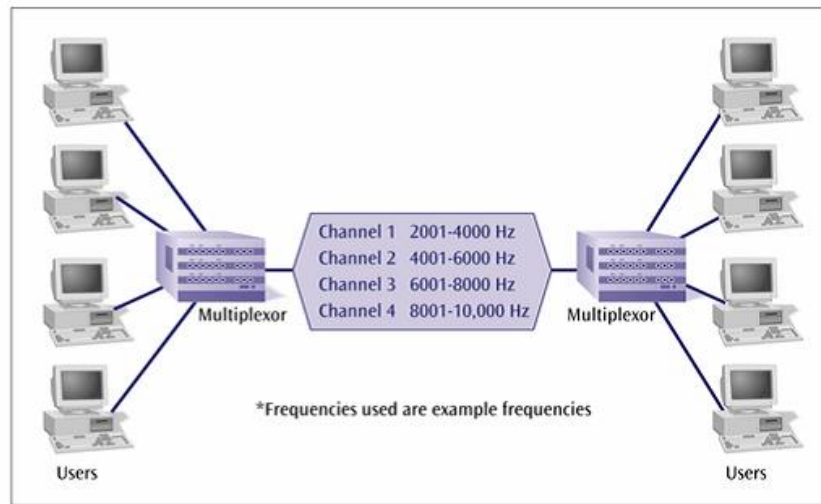 Channel 1 2001-4000 Hz
Channel 2 4001-6000 Hz
Channel 3 6001-8000 Hz
Channel 4 8001-10,000 Hz
Multiplexor
Multiplexor
*Frequencies used are example frequencies
Users
Users